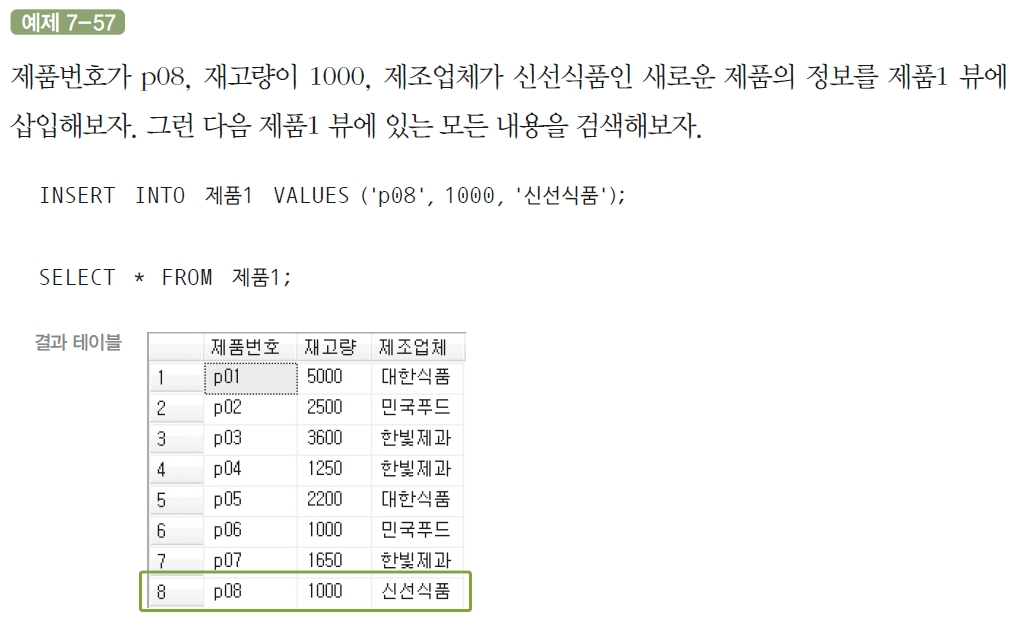 예제 7-57
제품번호가 p08, 재고량이 1000, 제조업체가 신선식품인 새로운 제품의 정보를 제품1 뷰에
삽입해보자. 그런 다음 제품1 뷰에 있는 모든 내용을 검색해보자.
INSERT INTO 제품1 VALUES ('p08', 1000, '신선식품');
SELECT * FROM 제품1;
결과 테이블
제품번호 재고량 제조업체
1 p01 5000 대한식품
2 p02 2500 민국푸드
3 p03 3600 한빛제과
4 p04 1250 한빛제과
5 p05 2200 대한식품
6 p06 1000 민국푸드
7 p07 1650 한빛제과
8 p08 1000 신선식품